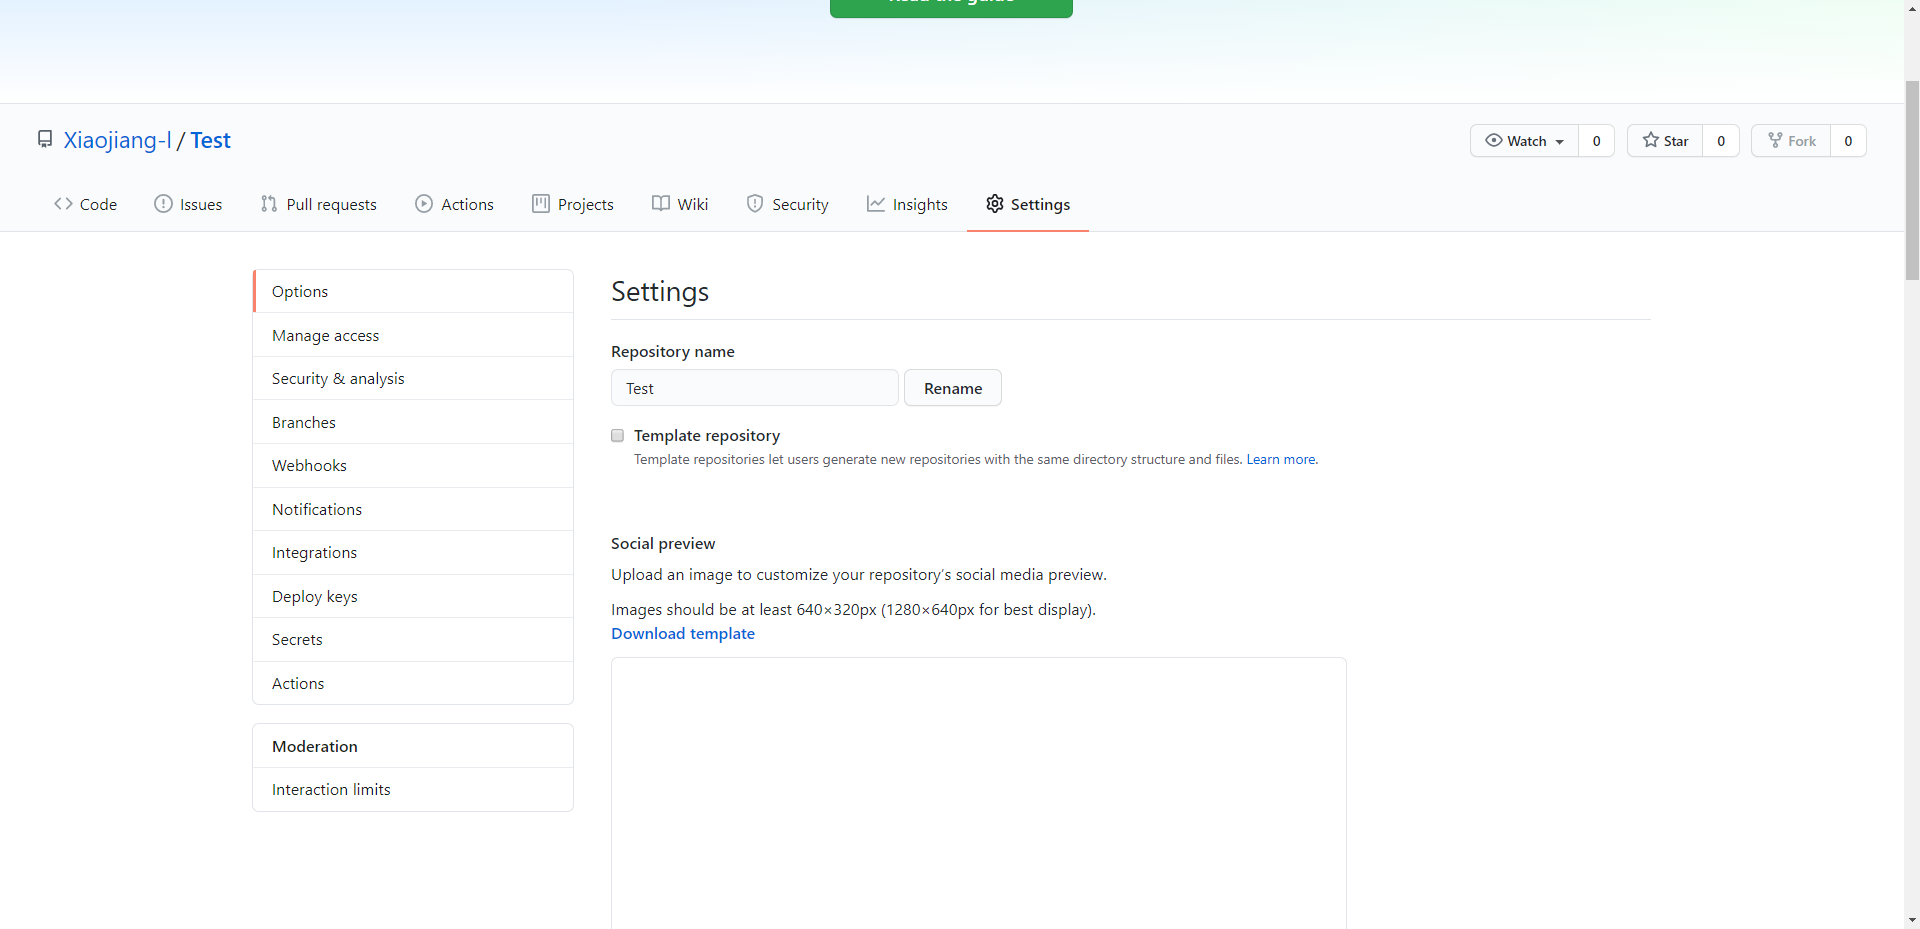 Read the guide
Xiaojiang-l / Test
Watch 0 Star 0 Fork 0
Code Issues Pull requests Actions Projects Wiki Security Insights Settings
Options
Manage access
Security & analysis
Branches
Webhooks
Notifications
Integrations
Deploy keys
Secrets
Actions
Moderation
Interaction limits
Settings
Repository name
Test Rename
Template repository
Template repositories let users generate new repositories with the same directory structure and files. Learn more.
Social preview
Upload an image to customize your repository’s social media preview.
Images should be at least 640×320px (1280×640px for best display).
Download template